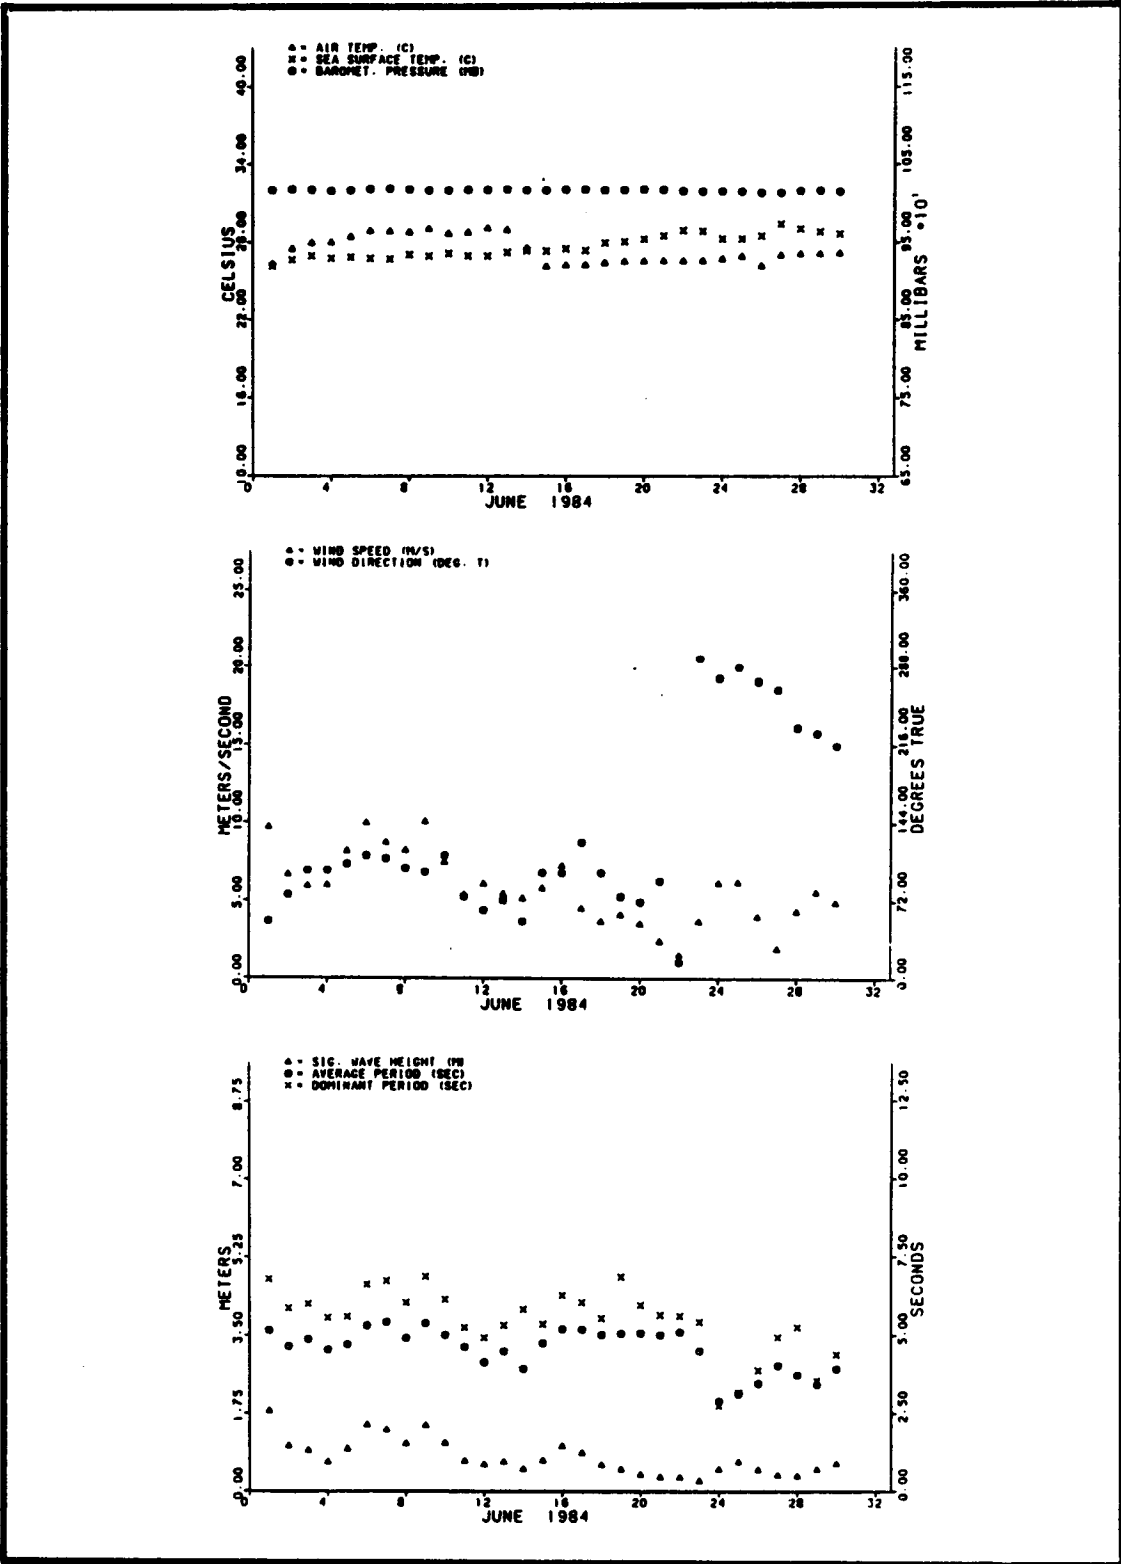 ▲ = AIR TEMP. (C)
× = SEA SURFACE TEMP. (C)
● = BAROMET. PRESSURE (MB)
CELSIUS
10.00 16.00 22.00 28.00 34.00 40.00
MILLIBARS *10¹
65.00 75.00 85.00 95.00 105.00 115.00
0 4 8 12 16 20 24 28 32
JUNE 1984
▲ = WIND SPEED (M/S)
● = WIND DIRECTION (DEG. T)
METERS/SECOND
0.00 5.00 10.00 15.00 20.00 25.00
DEGREES TRUE
0.00 72.00 144.00 216.00 288.00 360.00
0 4 8 12 16 20 24 28 32
JUNE 1984
▲ = SIG. WAVE HEIGHT (M)
● = AVERAGE PERIOD (SEC)
× = DOMINANT PERIOD (SEC)
METERS
0.00 1.75 3.50 5.25 7.00 8.75
SECONDS
0.00 2.50 5.00 7.50 10.00 12.50
0 4 8 12 16 20 24 28 32
JUNE 1984